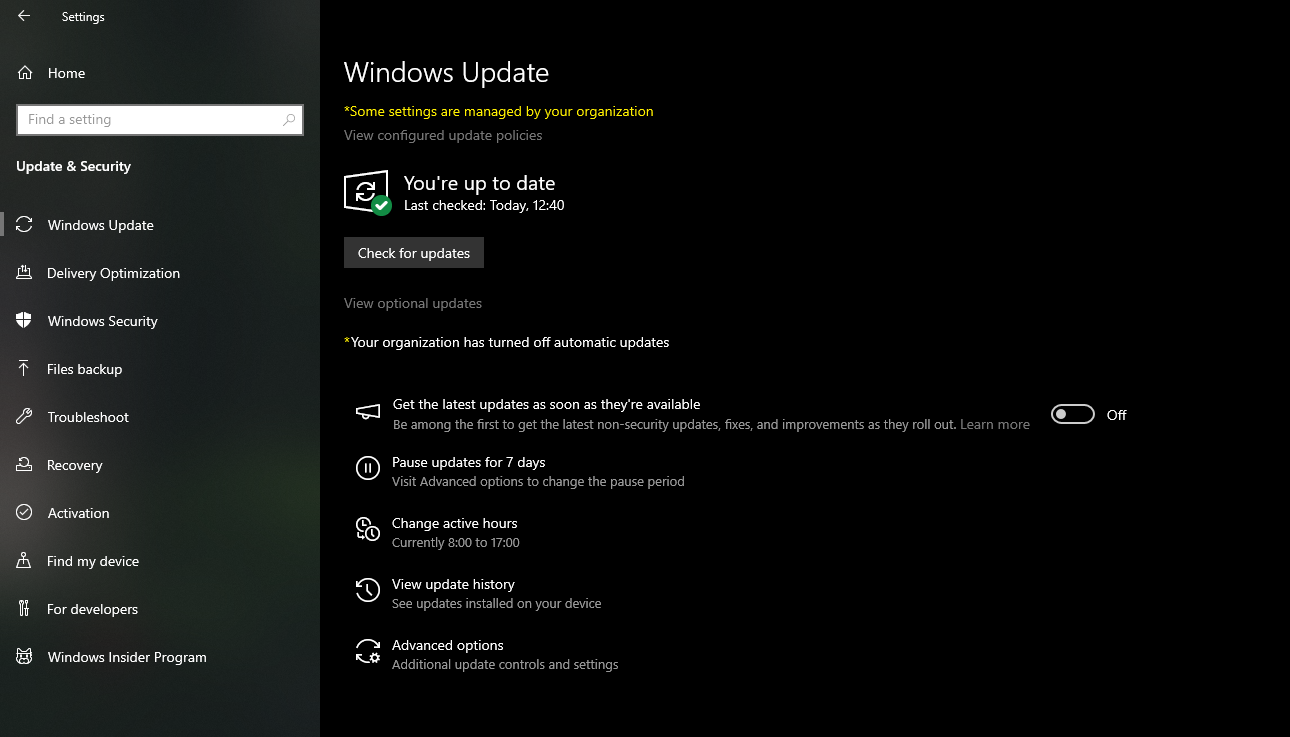 Settings
Home
Find a setting
Update & Security
Windows Update
Delivery Optimization
Windows Security
Files backup
Troubleshoot
Recovery
Activation
Find my device
For developers
Windows Insider Program
Windows Update
*Some settings are managed by your organization
View configured update policies
You're up to date
Last checked: Today, 12:40
Check for updates
View optional updates
*Your organization has turned off automatic updates
Get the latest updates as soon as they're available
Be among the first to get the latest non-security updates, fixes, and improvements as they roll out. Learn more
Off
Pause updates for 7 days
Visit Advanced options to change the pause period
Change active hours
Currently 8:00 to 17:00
View update history
See updates installed on your device
Advanced options
Additional update controls and settings